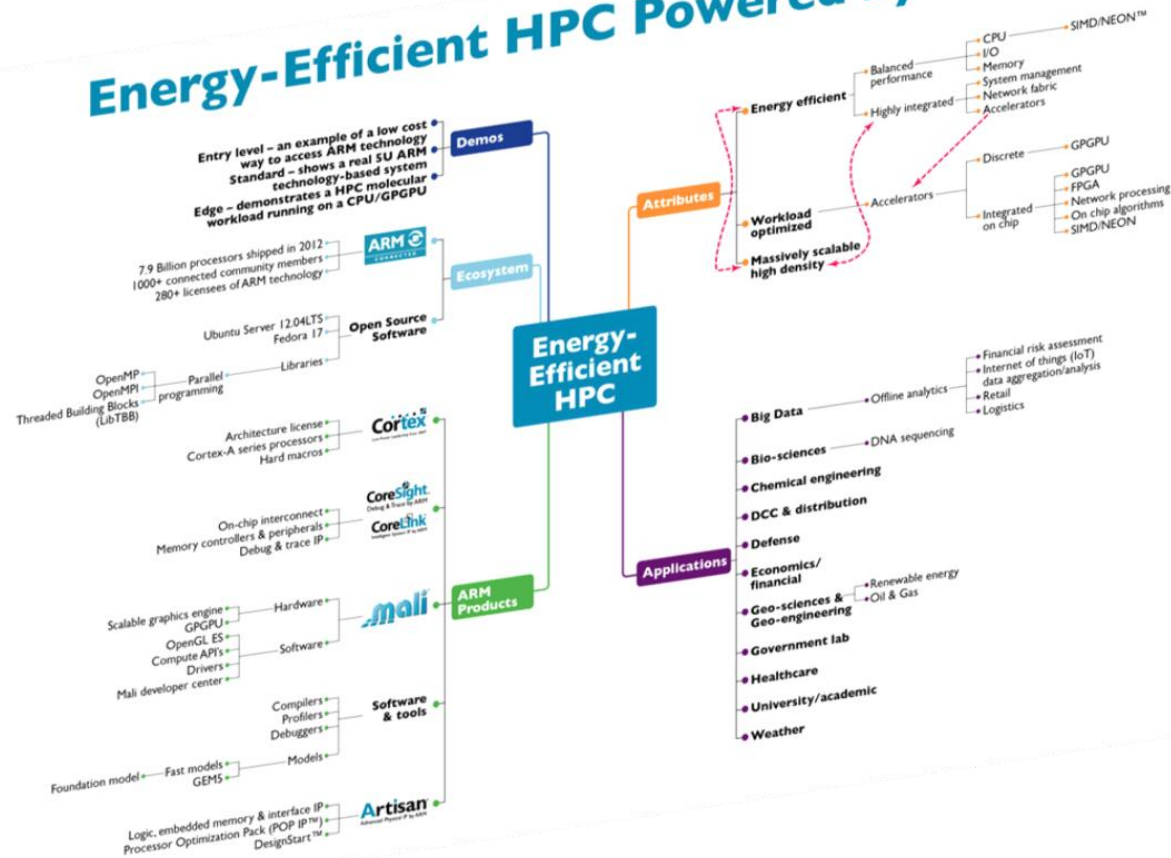 Energy-Efficient HPC Powered
Demos
Entry level – an example of a low cost
way to access ARM technology
Standard – shows a real 5U ARM
technology-based system
Edge – demonstrates a HPC molecular
workload running on a CPU/GPGPU
Ecosystem
ARM
CONNECTED
7.9 Billion processors shipped in 2012
1000+ connected community members
280+ licensees of ARM technology
Open Source
Software
Ubuntu Server 12.04LTS
Fedora 17
Libraries
Parallel
programming
OpenMP
OpenMPI
Threaded Building Blocks
(LibTBB)
Energy-
Efficient
HPC
ARM
Products
Cortex
Architecture license
Cortex-A series processors
Hard macros
CoreSight
Debug & Trace by ARM
CoreLink
On-chip interconnect
Memory controllers & peripherals
Debug & trace IP
mali
Hardware
Scalable graphics engine
GPGPU
Software
OpenGL ES
Compute API's
Drivers
Mali developer center
Software
& tools
Compilers
Profilers
Debuggers
Models
Fast models
GEM5
Foundation model
Artisan
Advanced Physical IP by ARM
Logic, embedded memory & interface IP
Processor Optimization Pack (POP IP™)
DesignStart™
Attributes
Energy efficient
Balanced
performance
CPU
SIMD/NEON™
I/O
Memory
Highly integrated
System management
Network fabric
Accelerators
Workload
optimized
Accelerators
Discrete
GPGPU
Integrated
on chip
GPGPU
FPGA
Network processing
On chip algorithms
SIMD/NEON
Massively scalable
high density
Applications
Big Data
Offline analytics
Financial risk assessment
Internet of things (IoT)
data aggregation/analysis
Retail
Logistics
Bio-sciences
DNA sequencing
Chemical engineering
DCC & distribution
Defense
Economics/
financial
Geo-sciences &
Geo-engineering
Renewable energy
Oil & Gas
Government lab
Healthcare
University/academic
Weather